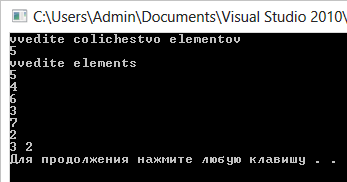 C:\Users\Admin\Documents\Visual Studio 2010\
vvedite colichestvo elementov
5
vvedite elements
5
4
6
3
7
2
3 2
Для продолжения нажмите любую клавишу . .